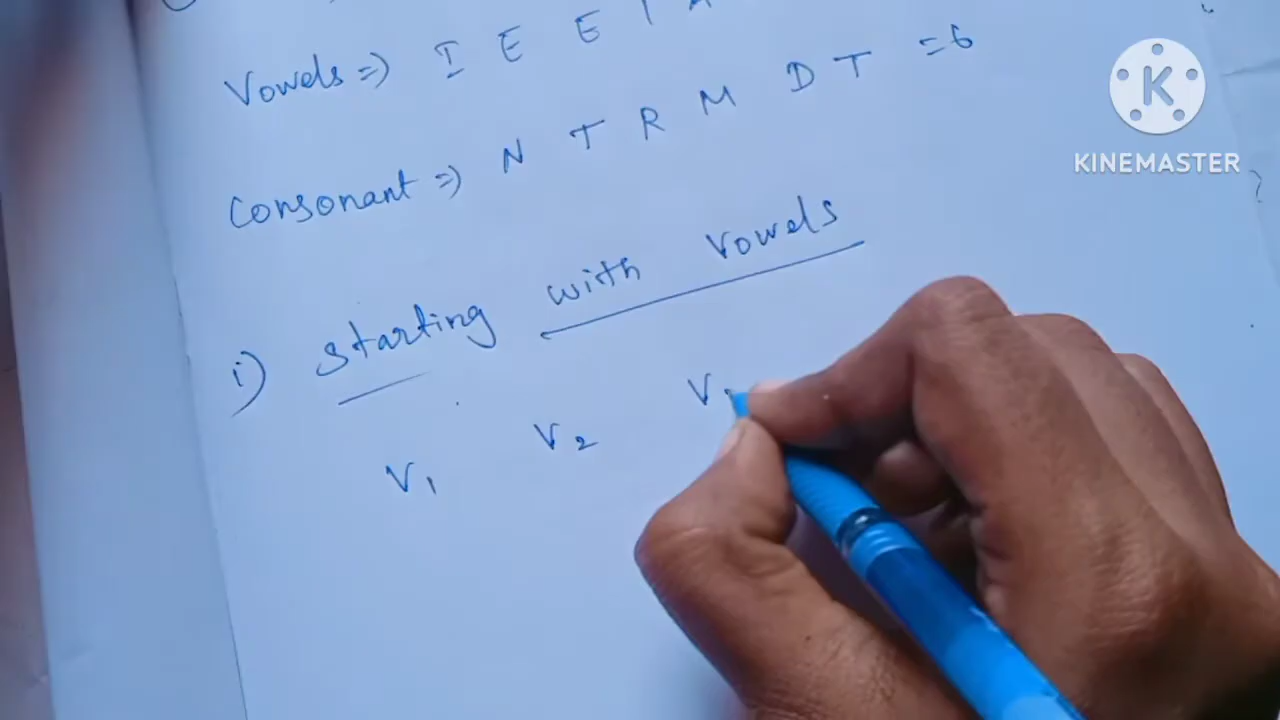 Vowels => I E E I A
Consonant => N T R M D T = 6
i) Starting with Vowels
V1 V2 V
KINEMASTER